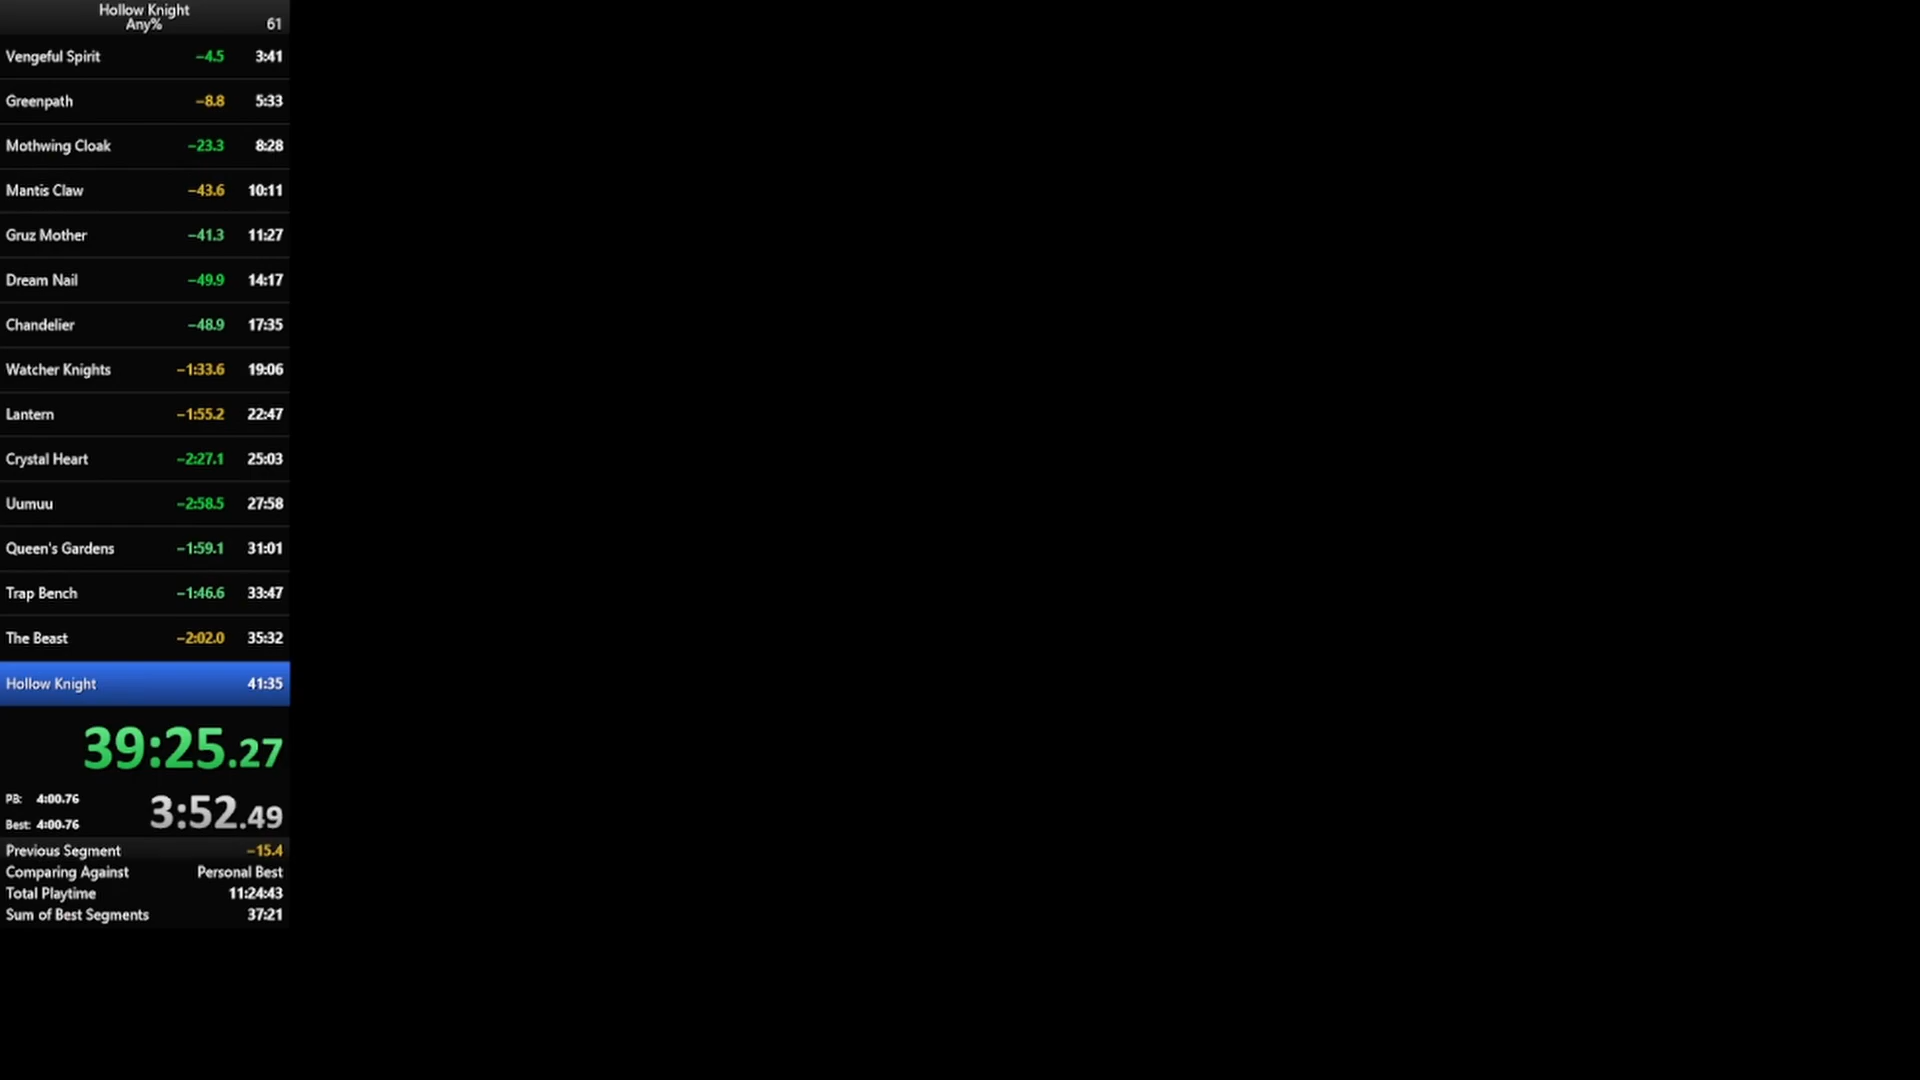 Hollow Knight
Any% 61
Vengeful Spirit −4.5 3:41
Greenpath −8.8 5:33
Mothwing Cloak −23.3 8:28
Mantis Claw −43.6 10:11
Gruz Mother −41.3 11:27
Dream Nail −49.9 14:17
Chandelier −48.9 17:35
Watcher Knights −1:33.6 19:06
Lantern −1:55.2 22:47
Crystal Heart −2:27.1 25:03
Uumuu −2:58.5 27:58
Queen's Gardens −1:59.1 31:01
Trap Bench −1:46.6 33:47
The Beast −2:02.0 35:32
Hollow Knight 41:35
39:25.27
PB: 4:00.76 3:52.49
Best: 4:00.76
Previous Segment −15.4
Comparing Against Personal Best
Total Playtime 11:24:43
Sum of Best Segments 37:21